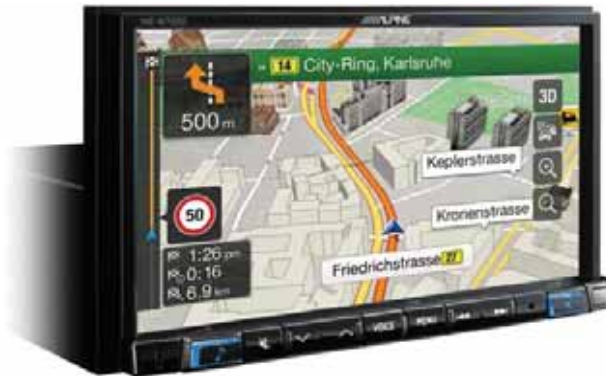 ALPINE
14 City-Ring, Karlsruhe
500 m
3D
Keplerstrasse
50
Kronenstrasse
1:26 pm
0:16
6.9 km
Friedrichstrasse 27
VOICE
MENU